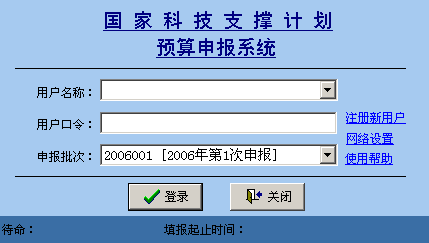 国 家 科 技 支 撑 计 划
预算申报系统
用户名称：
用户口令： 注册新用户
网络设置
申报批次： 2006001 [2006年第1次申报] 使用帮助
登录 关闭
待命： 填报起止时间：